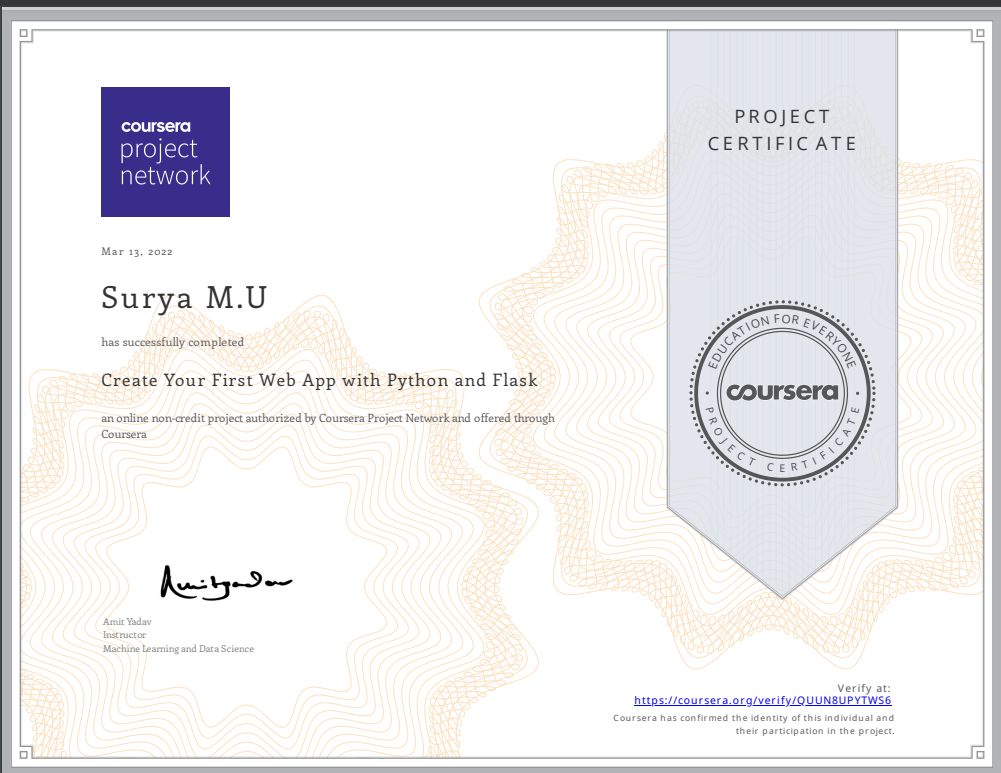 coursera
project
network
PROJECT
CERTIFICATE
Mar 13, 2022
Surya M.U
has successfully completed
Create Your First Web App with Python and Flask
an online non-credit project authorized by Coursera Project Network and offered through
Coursera
EDUCATION FOR EVERYONE
coursera
PROJECT CERTIFICATE
Amit Yadav
Amit Yadav
Instructor
Machine Learning and Data Science
Verify at:
https://coursera.org/verify/QUUN8UPYTWS6
Coursera has confirmed the identity of this individual and
their participation in the project.